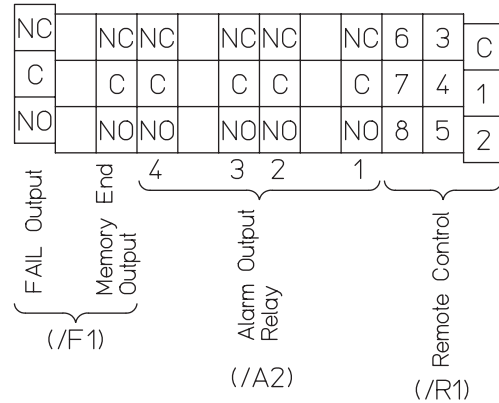 NC NC NC NC NC NC 6 3 C
C C C C C C 7 4 1
NO NO NO NO NO NO 8 5 2
4 3 2 1
FAIL Output
Memory End
Output
Alarm Output
Relay
Remote Control
(/F1)
(/A2)
(/R1)